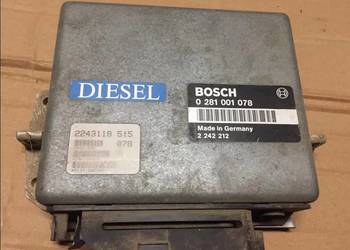 DIESEL
BOSCH
0 281 001 078
Made in Germany
2 242 212
2243118 515
078